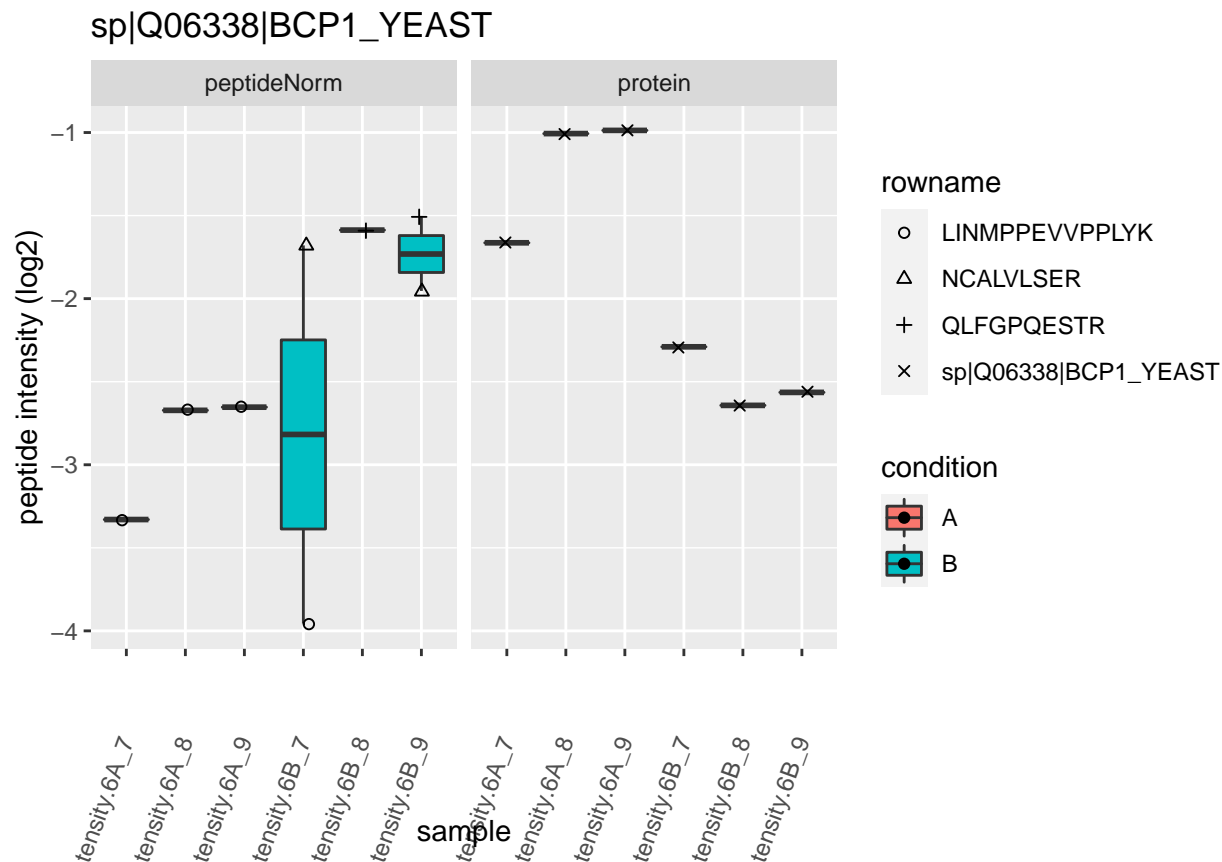 sp|Q06338|BCP1_YEAST
peptideNorm
protein
−1
−2
−3
−4
peptide intensity (log2)
tensity.6A_7
tensity.6A_8
tensity.6A_9
tensity.6B_7
tensity.6B_8
tensity.6B_9
tensity.6A_7
tensity.6A_8
tensity.6A_9
tensity.6B_7
tensity.6B_8
tensity.6B_9
sample
rowname
LINMPPEVVPPLYK
NCALVLSER
QLFGPQESTR
sp|Q06338|BCP1_YEAST
condition
A
B